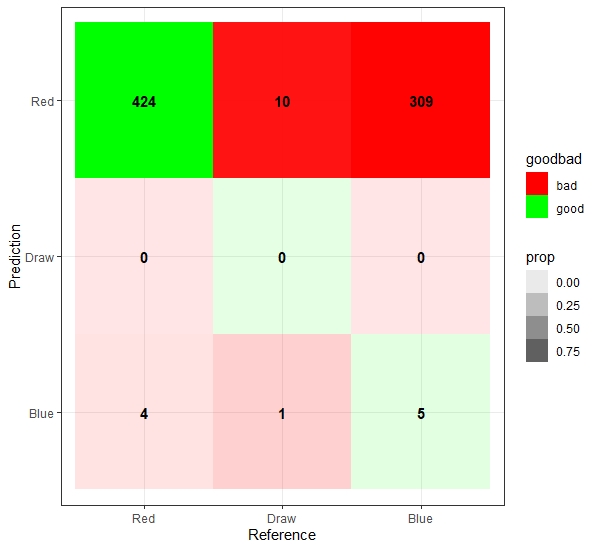 Red
424
10
309
Draw
0
0
0
Blue
4
1
5
Red
Draw
Blue
Reference
Prediction
goodbad
bad
good
prop
0.00
0.25
0.50
0.75